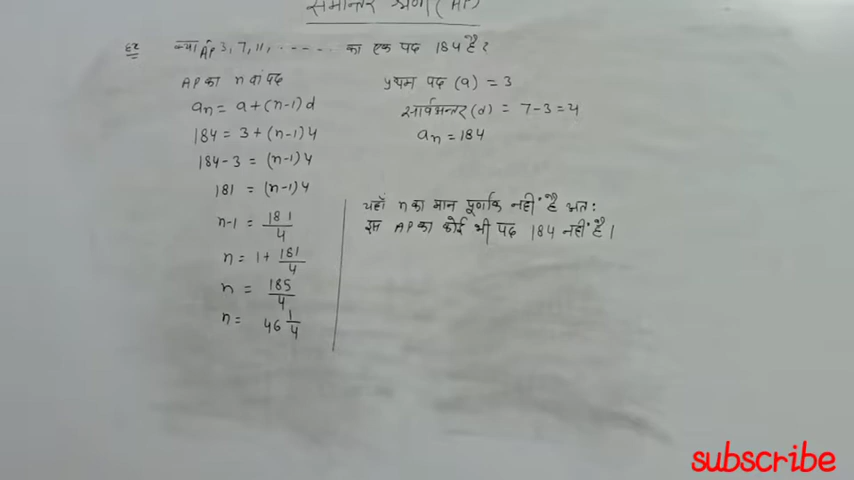 समान्तर श्रेणी (AP)
Ex क्या AP 3, 7, 11, ------ का एक पद 184 है?
AP का n वां पद
an = a + (n-1) d
184 = 3 + (n-1) 4
184-3 = (n-1) 4
181 = (n-1) 4
n-1 = 181/4
n = 1 + 181/4
n = 185/4
n = 46 1/4
प्रथम पद (a) = 3
सार्वअन्तर (d) = 7-3 = 4
an = 184
यहाँ n का मान पूर्णांक नहीं है अतः
इस AP का कोई भी पद 184 नहीं है।
subscribe